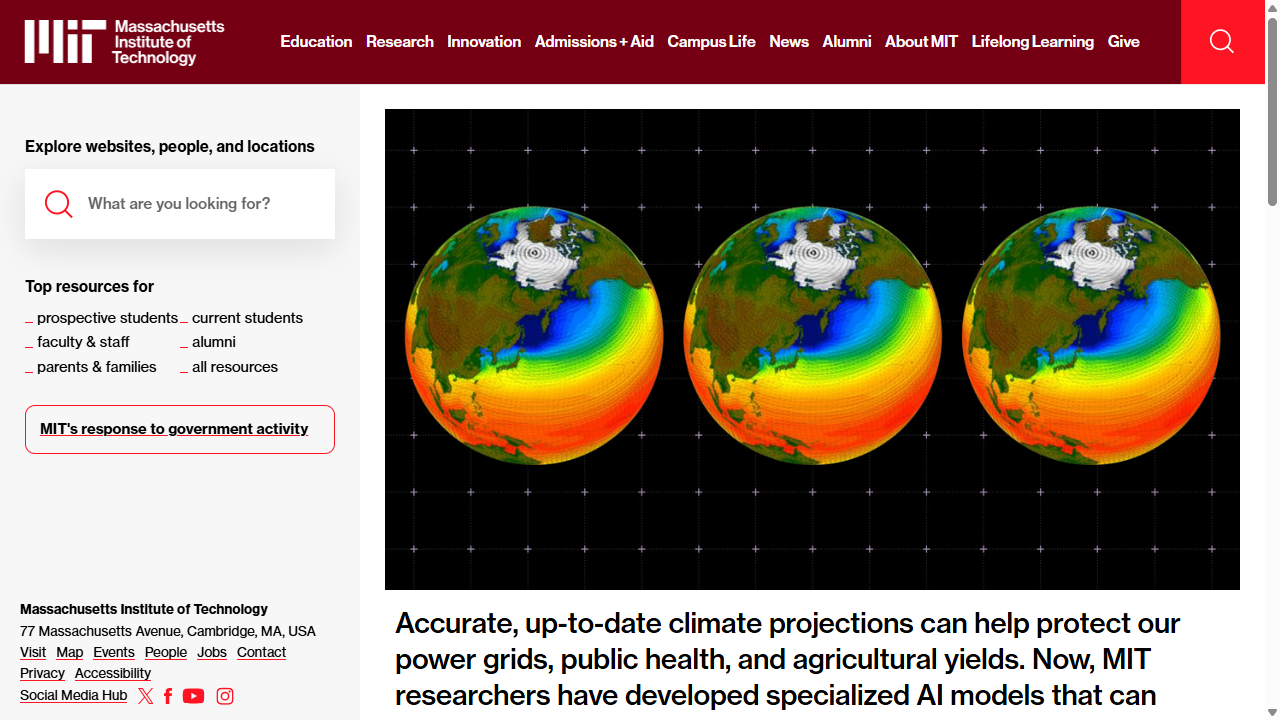 Massachusetts
Institute of
Technology
Education Research Innovation Admissions + Aid Campus Life News Alumni About MIT Lifelong Learning Give
Explore websites, people, and locations
What are you looking for?
Top resources for
prospective students current students
faculty & staff alumni
parents & families all resources
MIT's response to government activity
Massachusetts Institute of Technology
77 Massachusetts Avenue, Cambridge, MA, USA
Visit Map Events People Jobs Contact
Privacy Accessibility
Social Media Hub
Accurate, up-to-date climate projections can help protect our
power grids, public health, and agricultural yields. Now, MIT
researchers have developed specialized AI models that can